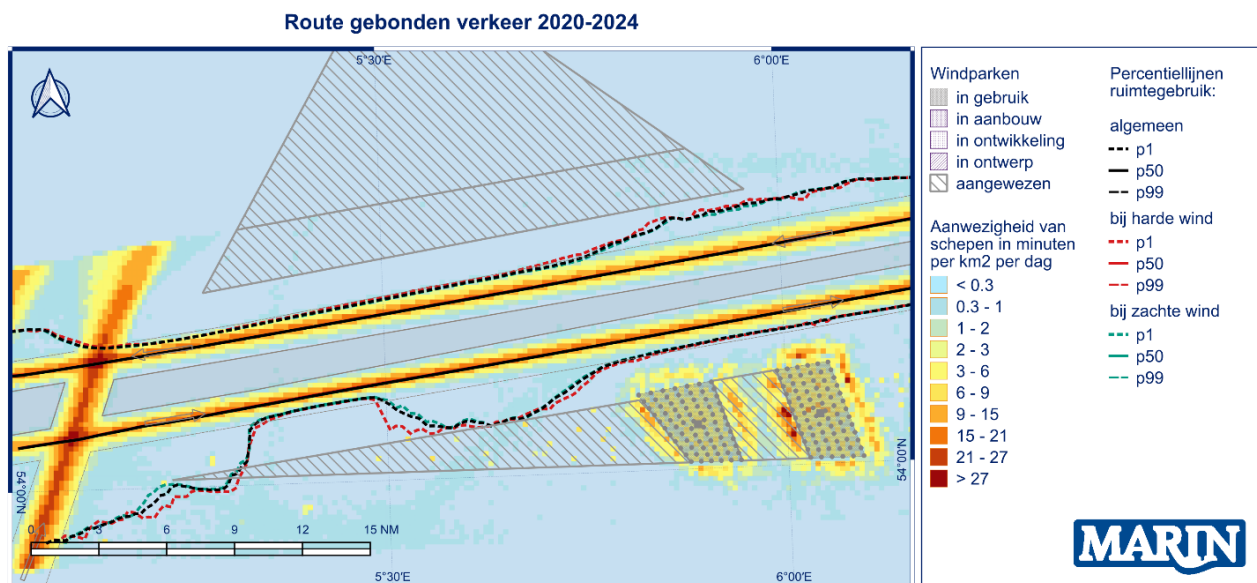 Route gebonden verkeer 2020-2024
5°30'E
6°00'E
54°00'N
54°00'N
0
3
6
9
12
15 NM
5°30'E
6°00'E
Windparken
in gebruik
in aanbouw
in ontwikkeling
in ontwerp
aangewezen
Aanwezigheid van
schepen in minuten
per km2 per dag
< 0.3
0.3 - 1
1 - 2
2 - 3
3 - 6
6 - 9
9 - 15
15 - 21
21 - 27
> 27
Percentiellijnen
ruimtegebruik:
algemeen
p1
p50
p99
bij harde wind
p1
p50
p99
bij zachte wind
p1
p50
p99
MARIN